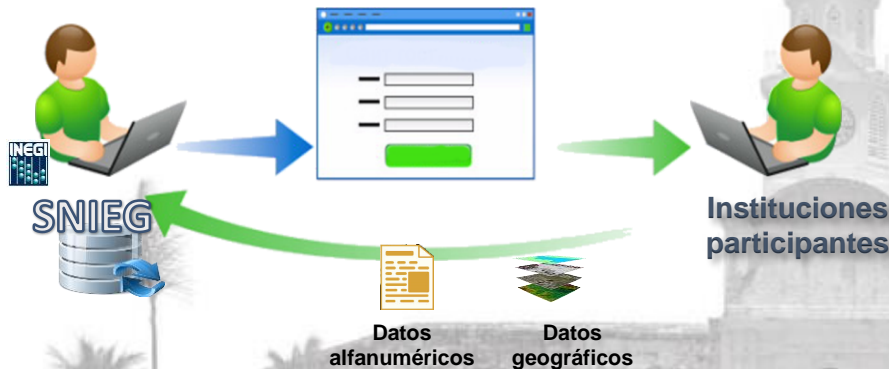 INEGI
SNIEG
Instituciones
participantes
Datos
alfanuméricos
Datos
geográficos